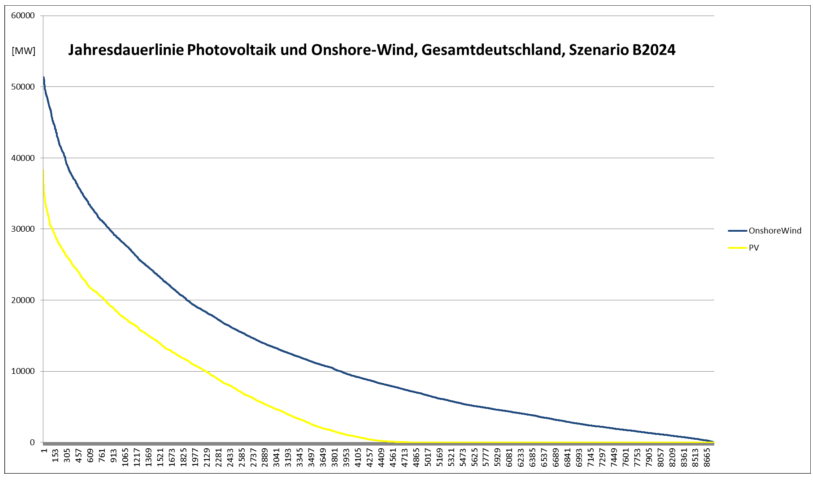 60000
[MW]
Jahresdauerlinie Photovoltaik und Onshore-Wind, Gesamtdeutschland, Szenario B2024
50000
40000
30000
OnshoreWind
PV
20000
10000
0
1 153 305 457 609 761 913 1065 1217 1369 1521 1673 1825 1977 2129 2281 2433 2585 2737 2889 3041 3193 3345 3497 3649 3801 3953 4105 4257 4409 4561 4713 4865 5017 5169 5321 5473 5625 5777 5929 6081 6233 6385 6537 6689 6841 6993 7145 7297 7449 7601 7753 7905 8057 8209 8361 8513 8665